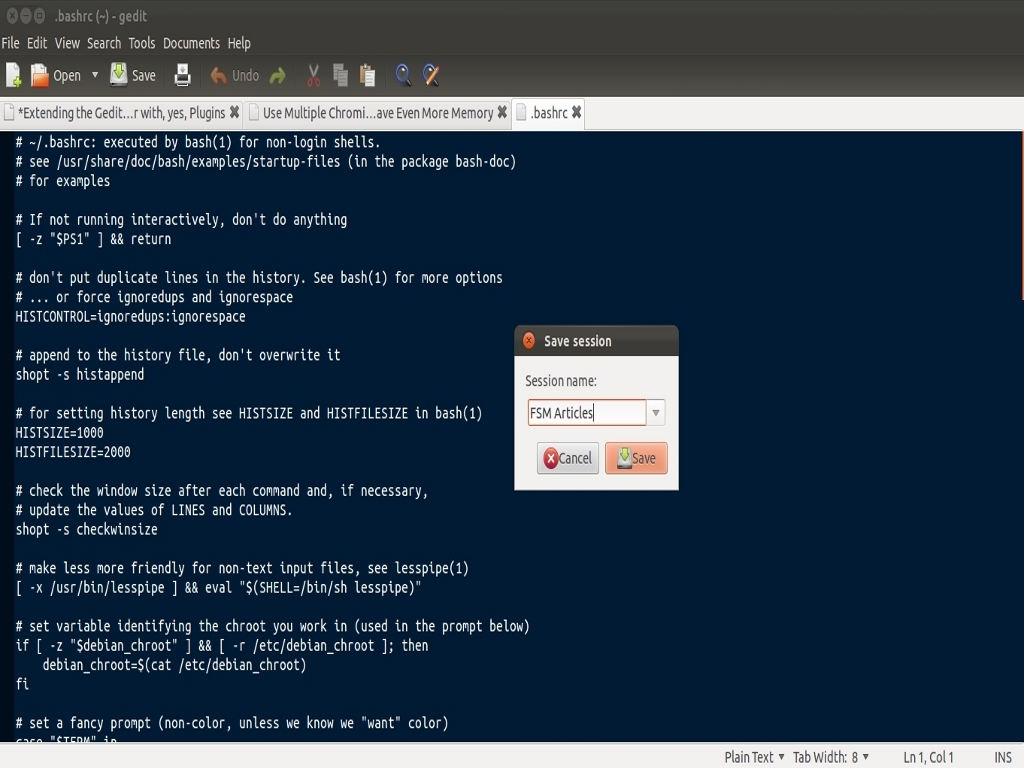 .bashrc (~) - gedit
File Edit View Search Tools Documents Help
Open Save Undo
*Extending the Gedit...r with, yes, Plugins Use Multiple Chromi...ave Even More Memory .bashrc
# ~/.bashrc: executed by bash(1) for non-login shells.
# see /usr/share/doc/bash/examples/startup-files (in the package bash-doc)
# for examples
# If not running interactively, don't do anything
[ -z "$PS1" ] && return
# don't put duplicate lines in the history. See bash(1) for more options
# ... or force ignoredups and ignorespace
HISTCONTROL=ignoredups:ignorespace
# append to the history file, don't overwrite it
shopt -s histappend
# for setting history length see HISTSIZE and HISTFILESIZE in bash(1)
HISTSIZE=1000
HISTFILESIZE=2000
# check the window size after each command and, if necessary,
# update the values of LINES and COLUMNS.
shopt -s checkwinsize
# make less more friendly for non-text input files, see lesspipe(1)
[ -x /usr/bin/lesspipe ] && eval "$(SHELL=/bin/sh lesspipe)"
# set variable identifying the chroot you work in (used in the prompt below)
if [ -z "$debian_chroot" ] && [ -r /etc/debian_chroot ]; then
debian_chroot=$(cat /etc/debian_chroot)
fi
# set a fancy prompt (non-color, unless we know we "want" color)
case "$TERM" in
Save session
Session name:
FSM Articles
Cancel Save
Plain Text Tab Width: 8 Ln 1, Col 1 INS